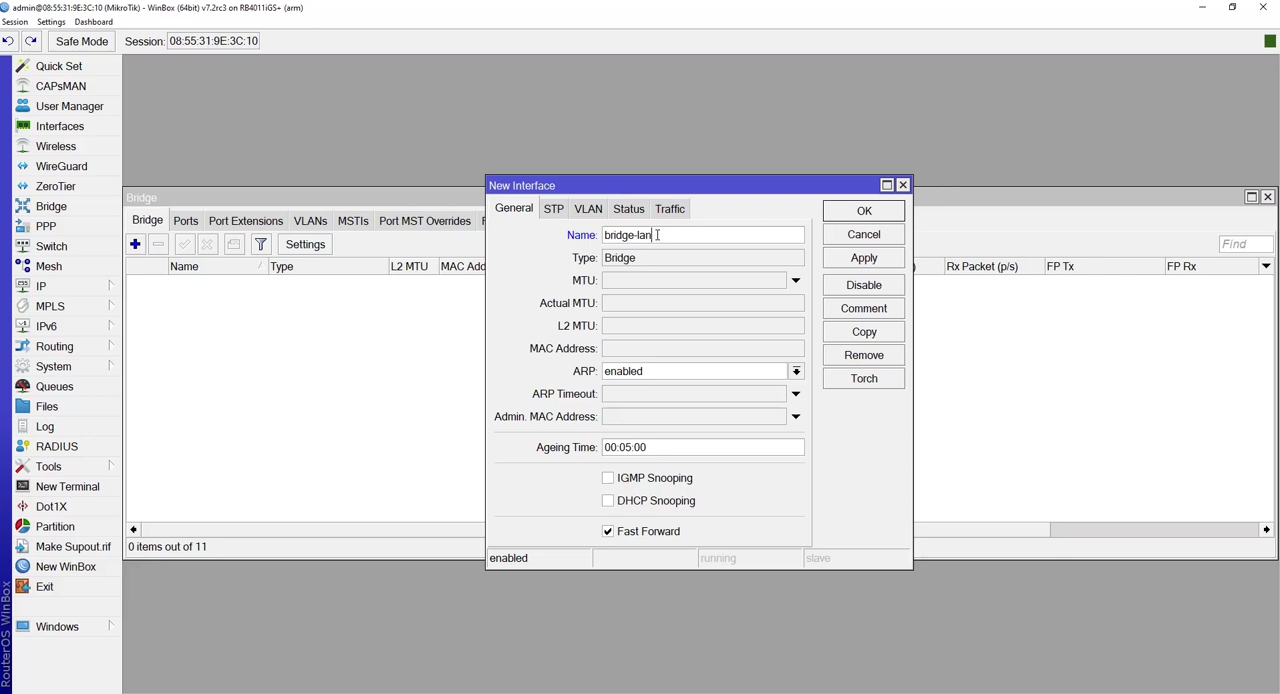 admin@08:55:31:9E:3C:10 (MikroTik) - WinBox (64bit) v7.2rc3 on RB4011iGS+ (arm)
Session Settings Dashboard
Safe Mode Session: 08:55:31:9E:3C:10
Quick Set
CAPsMAN
User Manager
Interfaces
Wireless
WireGuard
ZeroTier
Bridge
PPP
Switch
Mesh
IP
MPLS
IPv6
Routing
System
Queues
Files
Log
RADIUS
Tools
New Terminal
Dot1X
Partition
Make Supout.rif
New WinBox
Exit
Windows
RouterOS WinBox
Bridge
Bridge Ports Port Extensions VLANs MSTIs Port MST Overrides
Settings
Find
Name Type L2 MTU MAC Add Rx Packet (p/s) FP Tx FP Rx
0 items out of 11
New Interface
General STP VLAN Status Traffic
Name: bridge-lan
Type: Bridge
MTU:
Actual MTU:
L2 MTU:
MAC Address:
ARP: enabled
ARP Timeout:
Admin. MAC Address:
Ageing Time: 00:05:00
IGMP Snooping
DHCP Snooping
Fast Forward
OK
Cancel
Apply
Disable
Comment
Copy
Remove
Torch
enabled running slave